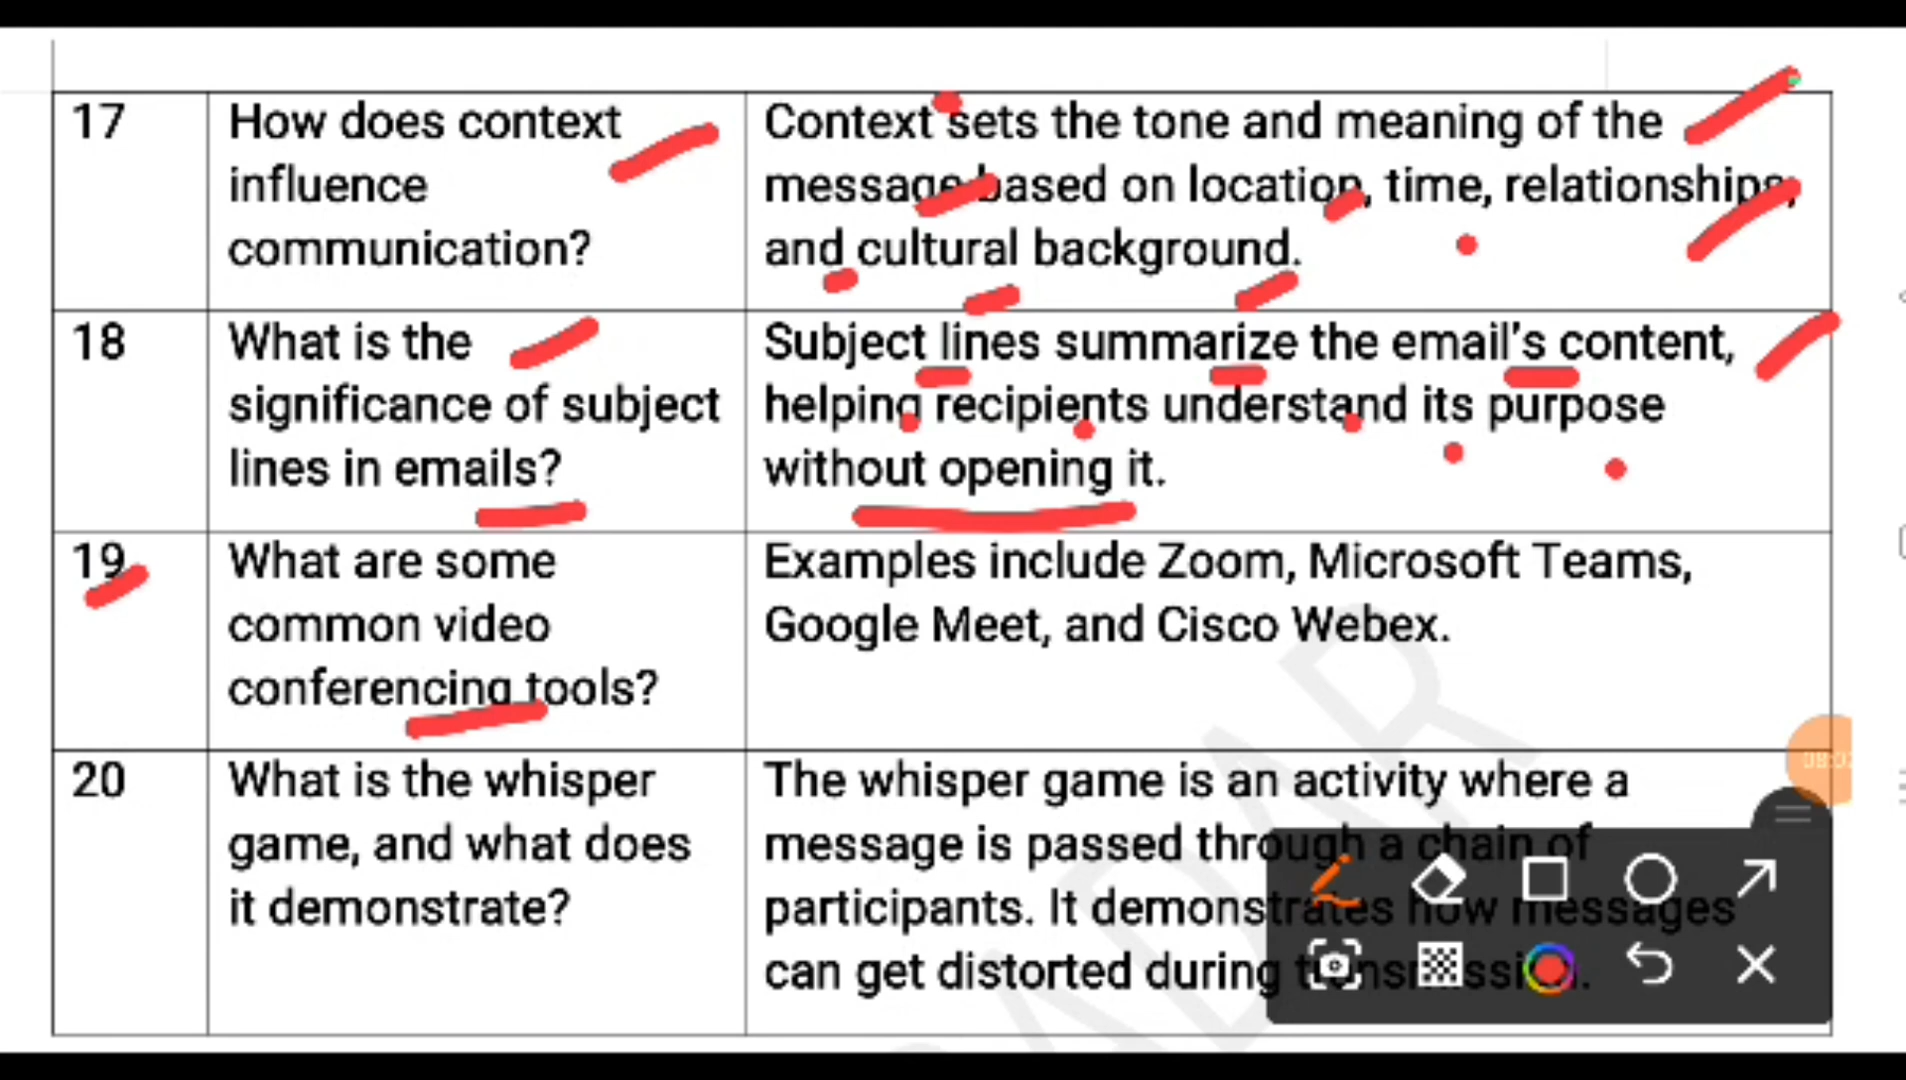 17
How does context
influence
communication?
Context sets the tone and meaning of the
message based on location, time, relationships,
and cultural background.
18
What is the
significance of subject
lines in emails?
Subject lines summarize the email's content,
helping recipients understand its purpose
without opening it.
19
What are some
common video
conferencing tools?
Examples include Zoom, Microsoft Teams,
Google Meet, and Cisco Webex.
20
What is the whisper
game, and what does
it demonstrate?
The whisper game is an activity where a
message is passed through a chain of
participants. It demonstrates how messages
can get distorted during transmission.